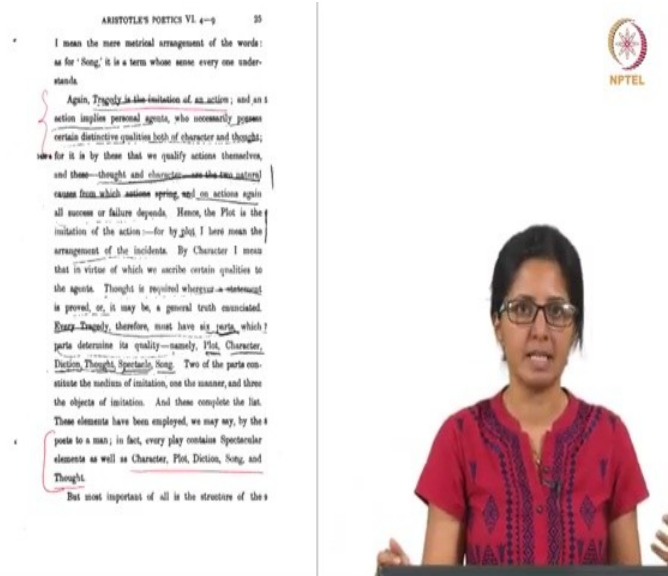 ARISTOTLE'S POETICS VI. 4—9 25
I mean the mere metrical arrangement of the words:
as for 'Song,' it is a term whose sense every one under-
stands.
Again, Tragedy is the imitation of an action; and an 5
action implies personal agents, who necessarily possess
certain distinctive qualities both of character and thought;
for it is by these that we qualify actions themselves,
and these—thought and character—are the two natural
causes from which actions spring, and on actions again
all success or failure depends. Hence, the Plot is the 6
imitation of the action:—for by plot I here mean the
arrangement of the incidents. By Character I mean
that in virtue of which we ascribe certain qualities to
the agents. Thought is required wherever a statement
is proved, or, it may be, a general truth enunciated.
Every Tragedy, therefore, must have six parts, which 7
parts determine its quality—namely, Plot, Character,
Diction, Thought, Spectacle, Song. Two of the parts con-
stitute the medium of imitation, one the manner, and three
the objects of imitation. And these complete the list.
These elements have been employed, we may say, by the 8
poets to a man; in fact, every play contains Spectacular
elements as well as Character, Plot, Diction, Song, and
Thought.
But most important of all is the structure of the 9
NPTEL